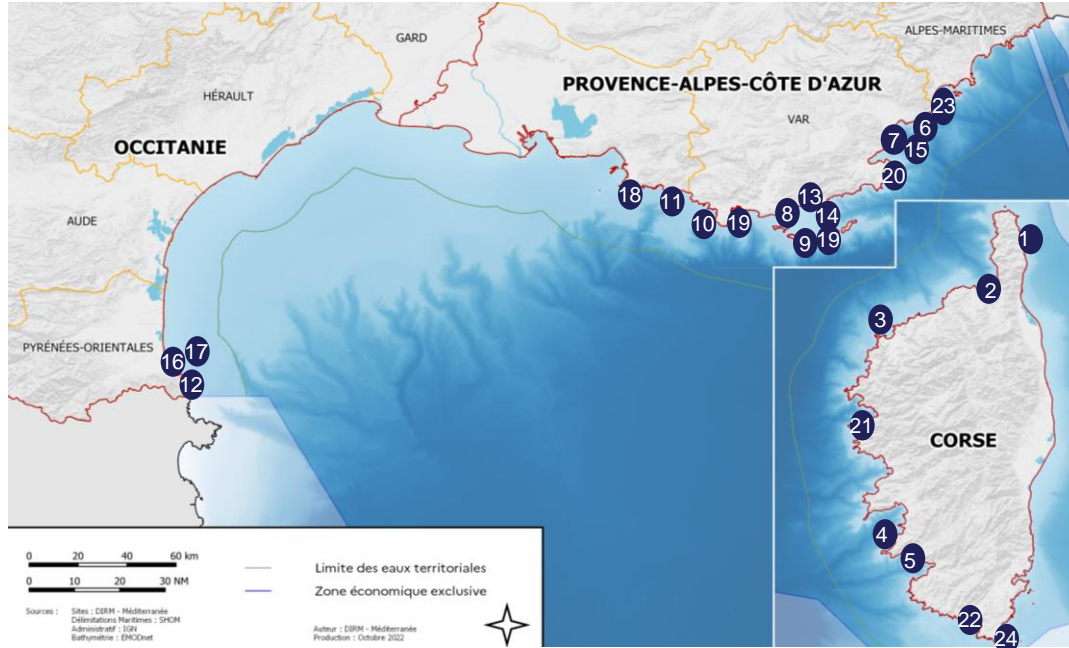 GARD
ALPES-MARITIMES
PROVENCE-ALPES-CÔTE D'AZUR
HÉRAULT
23
VAR
6
OCCITANIE
7
15
20
18
13
11
AUDE
8
14
10
19
9
19
1
2
3
PYRÉNÉES-ORIENTALES
17
16
12
21
CORSE
4
5
0 20 40 60 km
0 10 20 30 NM
Limite des eaux territoriales
Zone économique exclusive
Sources : Sites : DIRM - Méditerranée
Délimitations Maritimes : SHOM
Administratif : IGN
Bathymétrie : EMODnet
Auteur : DIRM - Méditerranée
Production : Octobre 2022
22
24